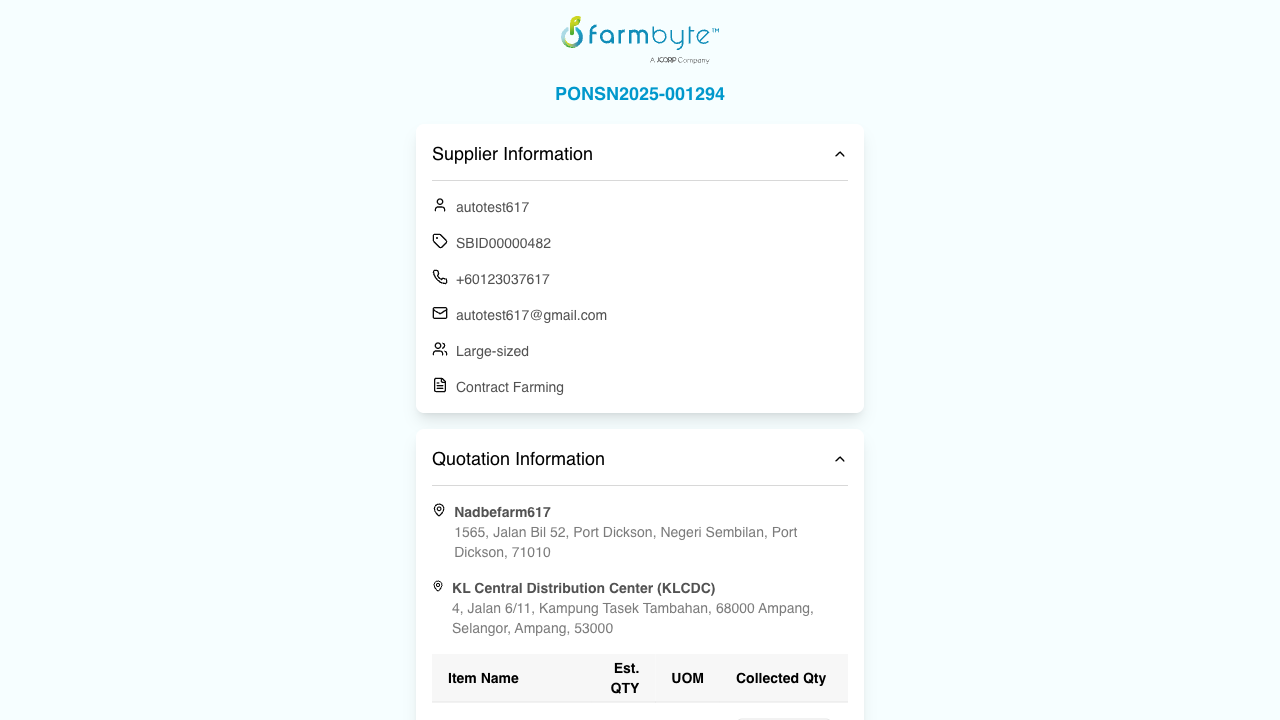 farmbyte™
A JCORP Company
PONSN2025-001294
Supplier Information
autotest617
SBID00000482
+60123037617
autotest617@gmail.com
Large-sized
Contract Farming
Quotation Information
Nadbefarm617
1565, Jalan Bil 52, Port Dickson, Negeri Sembilan, Port
Dickson, 71010
KL Central Distribution Center (KLCDC)
4, Jalan 6/11, Kampung Tasek Tambahan, 68000 Ampang,
Selangor, Ampang, 53000
Item Name Est. QTY UOM Collected Qty